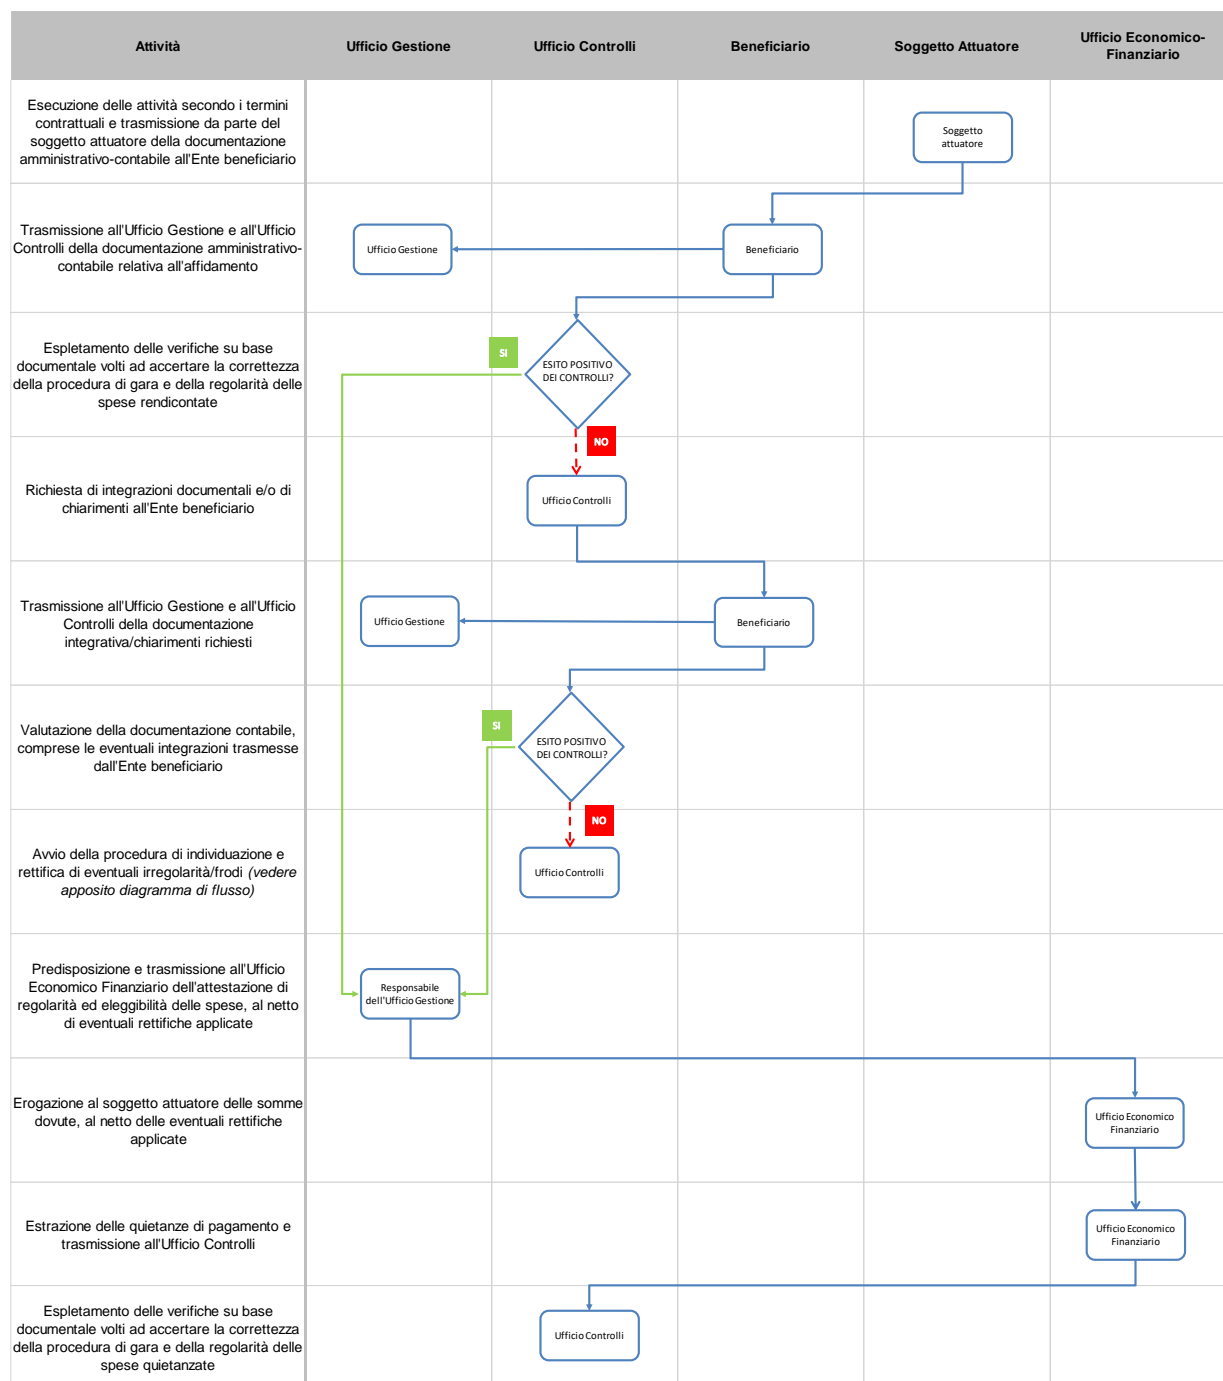 Attività
Ufficio Gestione
Ufficio Controlli
Beneficiario
Soggetto Attuatore
Ufficio Economico-
Finanziario
Esecuzione delle attività secondo i termini
contrattuali e trasmissione da parte del
soggetto attuatore della documentazione
amministrativo-contabile all'Ente beneficiario
Soggetto
attuatore
Trasmissione all'Ufficio Gestione e all'Ufficio
Controlli della documentazione amministrativo-
contabile relativa all'affidamento
Ufficio Gestione
Beneficiario
Espletamento delle verifiche su base
documentale volti ad accertare la correttezza
della procedura di gara e della regolarità delle
spese rendicontate
SI
ESITO POSITIVO
DEI CONTROLLI?
NO
Richiesta di integrazioni documentali e/o di
chiarimenti all'Ente beneficiario
Ufficio Controlli
Trasmissione all'Ufficio Gestione e all'Ufficio
Controlli della documentazione
integrativa/chiarimenti richiesti
Ufficio Gestione
Beneficiario
Valutazione della documentazione contabile,
comprese le eventuali integrazioni trasmesse
dall'Ente beneficiario
SI
ESITO POSITIVO
DEI CONTROLLI?
NO
Avvio della procedura di individuazione e
rettifica di eventuali irregolarità/frodi (vedere
apposito diagramma di flusso)
Ufficio Controlli
Predisposizione e trasmissione all'Ufficio
Economico Finanziario dell'attestazione di
regolarità ed eleggibilità delle spese, al netto
di eventuali rettifiche applicate
Responsabile
dell'Ufficio Gestione
Erogazione al soggetto attuatore delle somme
dovute, al netto delle eventuali rettifiche
applicate
Ufficio Economico
Finanziario
Estrazione delle quietanze di pagamento e
trasmissione all'Ufficio Controlli
Ufficio Economico
Finanziario
Espletamento delle verifiche su base
documentale volti ad accertare la correttezza
della procedura di gara e della regolarità delle
spese quietanzate
Ufficio Controlli